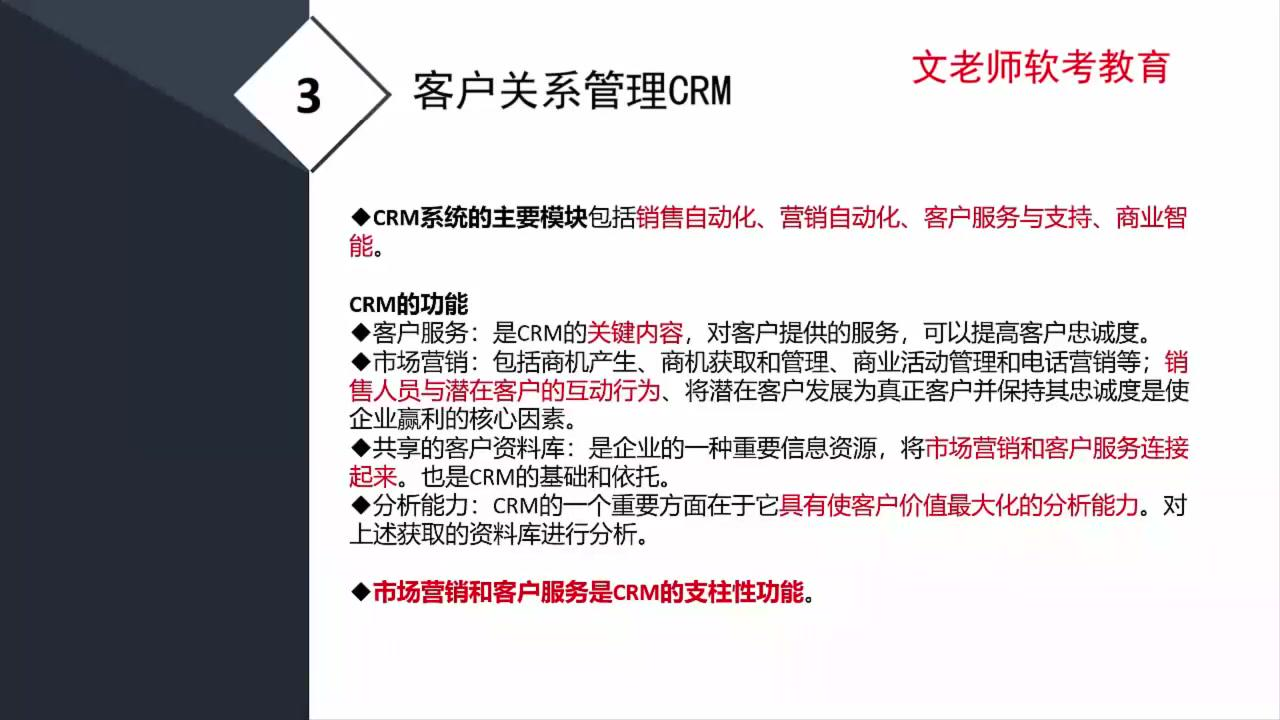 3
客户关系管理CRM
文老师软考教育
◆CRM系统的主要模块包括销售自动化、营销自动化、客户服务与支持、商业智
能。
CRM的功能
◆客户服务：是CRM的关键内容，对客户提供的服务，可以提高客户忠诚度。
◆市场营销：包括商机产生、商机获取和管理、商业活动管理和电话营销等；销
售人员与潜在客户的互动行为、将潜在客户发展为真正客户并保持其忠诚度是使
企业赢利的核心因素。
◆共享的客户资料库：是企业的一种重要信息资源，将市场营销和客户服务连接
起来。也是CRM的基础和依托。
◆分析能力：CRM的一个重要方面在于它具有使客户价值最大化的分析能力。对
上述获取的资料库进行分析。
◆市场营销和客户服务是CRM的支柱性功能。